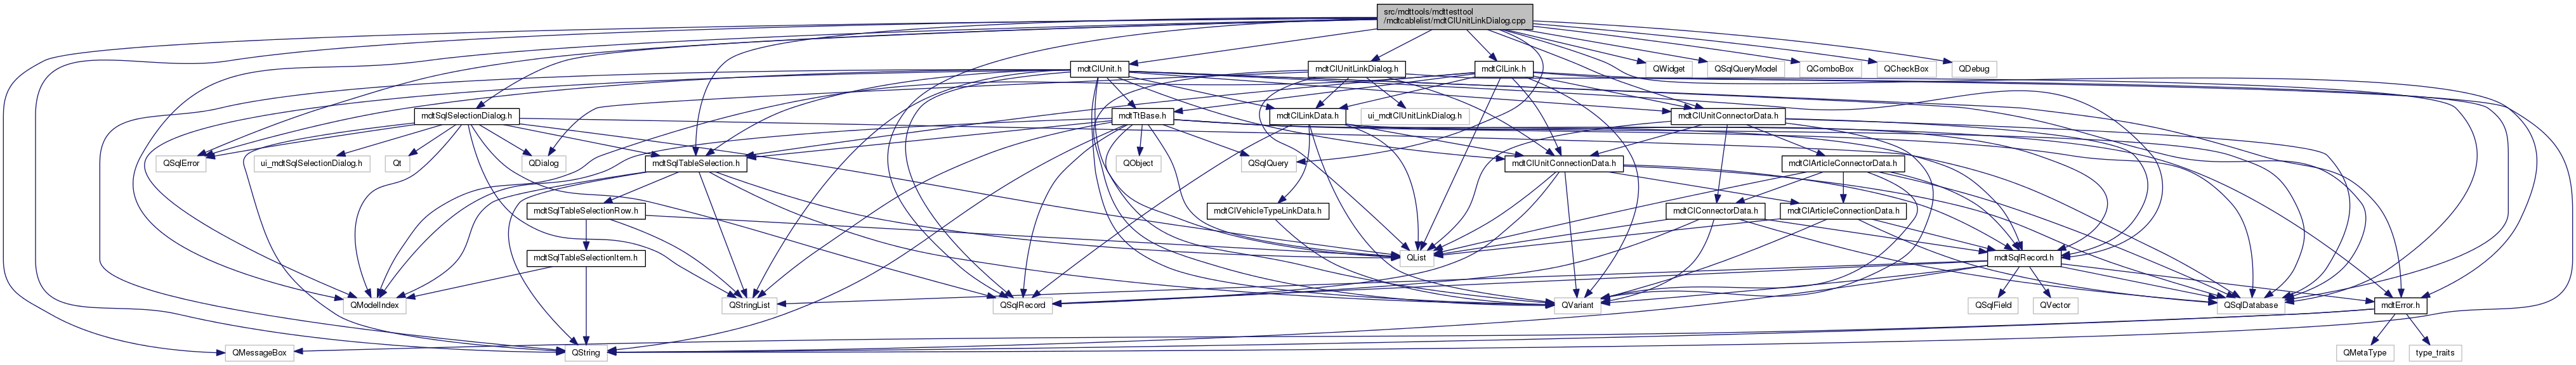 src/mdttools/mdttesttool
/mdtcablelist/mdtClUnitLinkDialog.cpp
mdtClUnit.h
mdtClUnitLinkDialog.h
mdtClLink.h
QWidget
QSqlQueryModel
QComboBox
QCheckBox
QDebug
mdtSqlSelectionDialog.h
mdtTtBase.h
mdtClLinkData.h
ui_mdtClUnitLinkDialog.h
mdtClUnitConnectorData.h
QSqlError
ui_mdtSqlSelectionDialog.h
Qt
QDialog
mdtSqlTableSelection.h
QObject
QSqlQuery
mdtClUnitConnectionData.h
mdtClArticleConnectorData.h
mdtSqlTableSelectionRow.h
mdtClVehicleTypeLinkData.h
mdtClConnectorData.h
mdtClArticleConnectionData.h
mdtSqlTableSelectionItem.h
QList
mdtSqlRecord.h
QModelIndex
QStringList
QSqlRecord
QVariant
QSqlField
QVector
QSqlDatabase
mdtError.h
QMessageBox
QString
QMetaType
type_traits